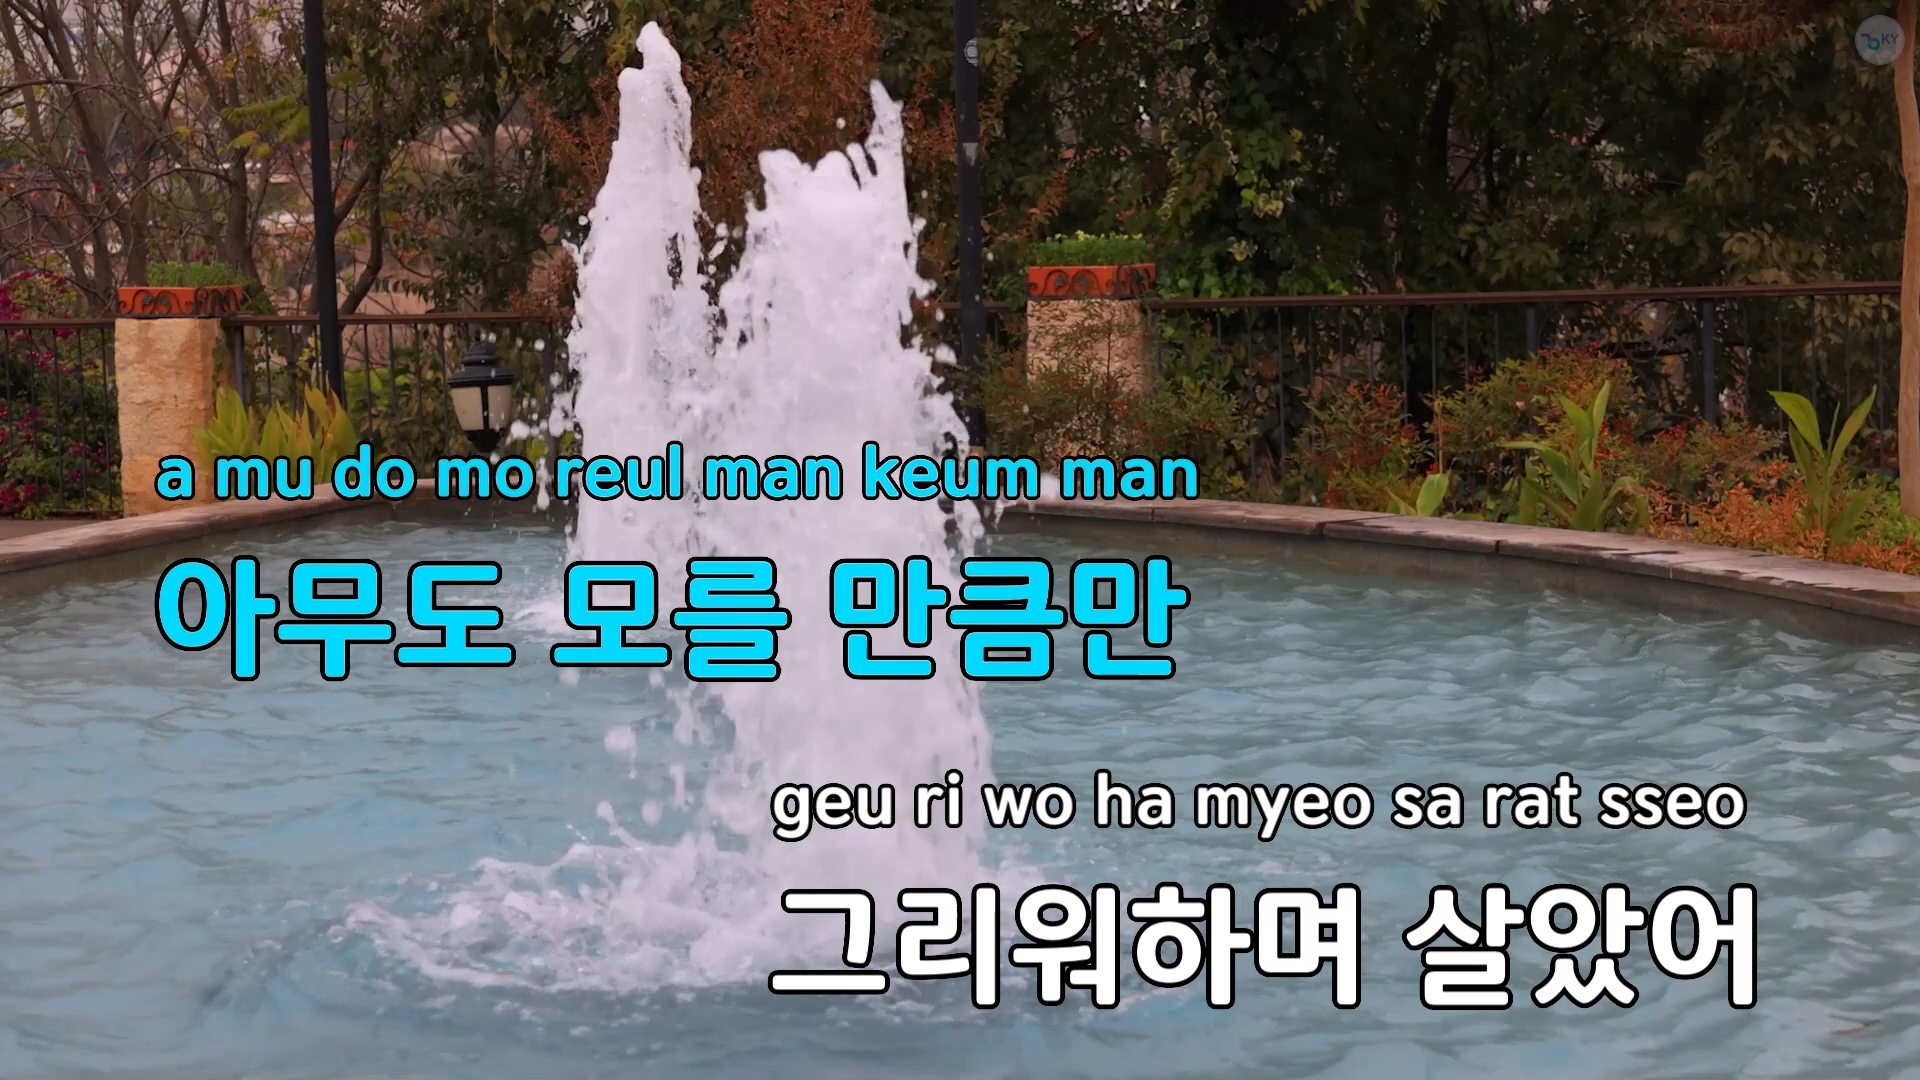 KY
a mu do mo reul man keum man
아무도 모를 만큼만
geu ri wo ha myeo sa rat sseo
그리워하며 살았어